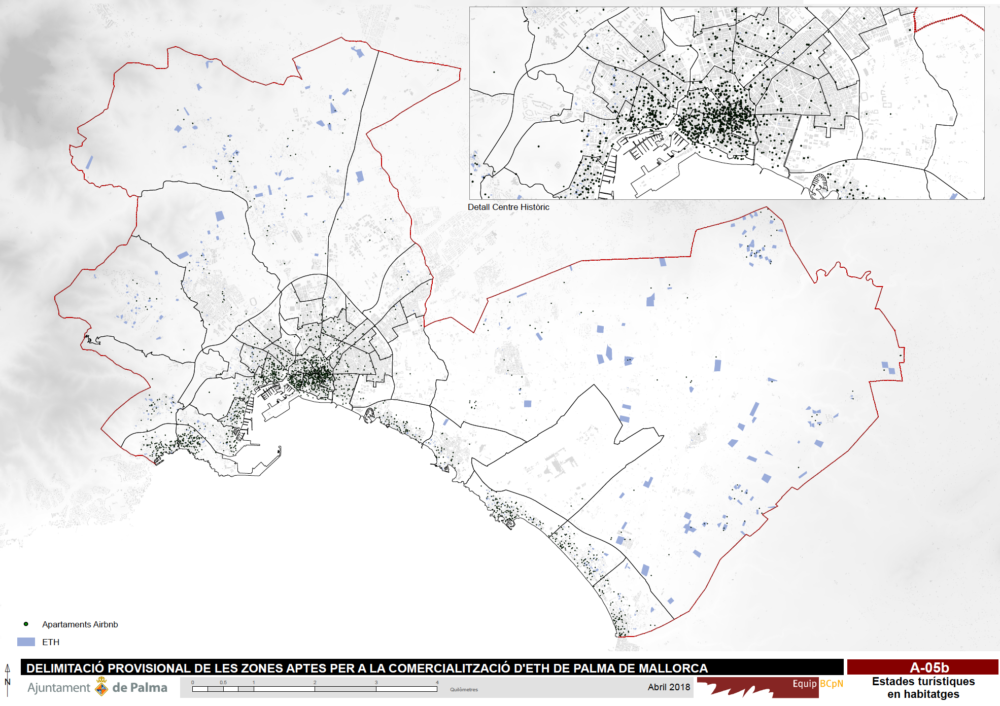 Detall Centre Històric
Apartaments Airbnb
ETH
DELIMITACIÓ PROVISIONAL DE LES ZONES APTES PER A LA COMERCIALITZACIÓ D'ETH DE PALMA DE MALLORCA
A-05b
N
Ajuntament de Palma
0 0.5 1 2 3 4
Quilòmetres
Abril 2018
Equip BCpN
Estades turístiques
en habitatges